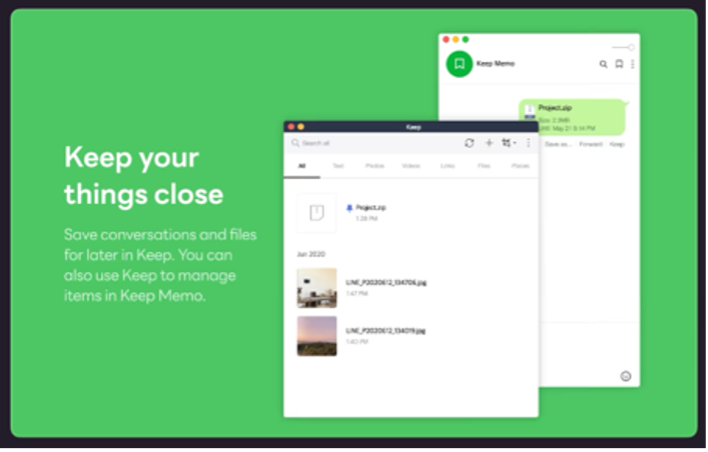 Keep your
things close
Save conversations and files
for later in Keep. You can
also use Keep to manage
items in Keep Memo.
Keep Memo
Project.zip
Size: 2.9MB
Until: May 21 8:14 PM
Save as... Forward Keep
Keep
Search all
All Text Photos Videos Links Files Places
Project.zip
1:28 PM
Jun 2020
LINE_P20200612_134706.jpg
1:47 PM
LINE_P20200612_134019.jpg
1:40 PM